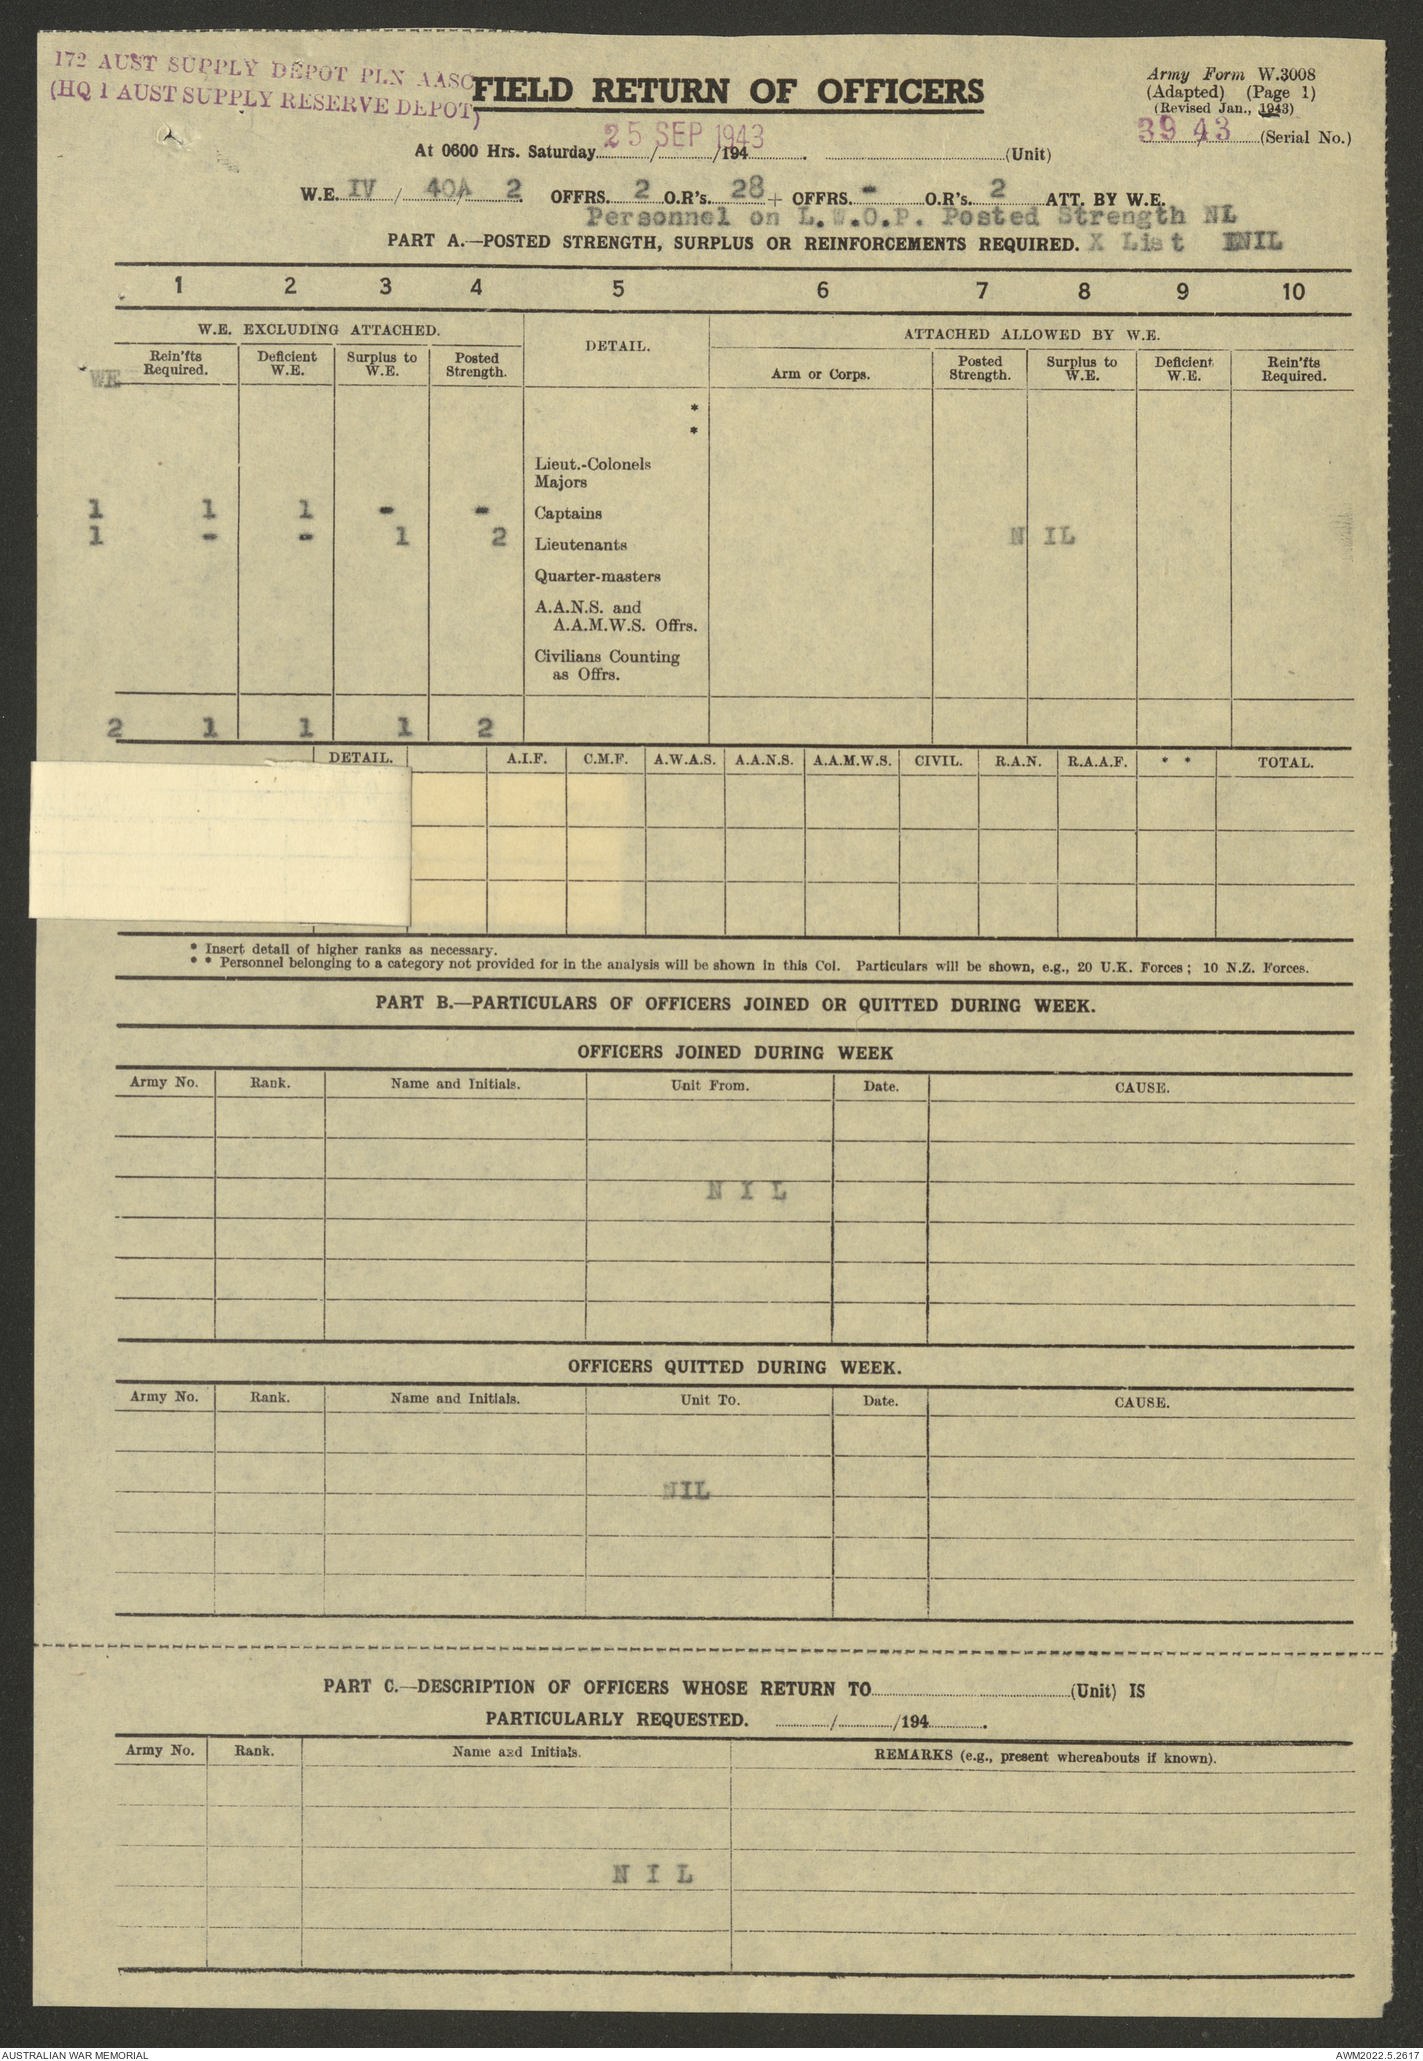 172 AUST SUPPLY DEPOT PLN AASC
(HQ 1 AUST SUPPLY RESERVE DEPOT)
FIELD RETURN OF OFFICERS
Army Form W.3008
(Adapted) (Page 1)
(Revised Jan., 1943)
39 / 43 (Serial No.)
At 0600 Hrs. Saturday 25 SEP 1943 / /194 . (Unit)
W.E. IV / 40A / 2 . OFFRS. 2 O.R's. 28 + OFFRS. - O.R's. 2 ATT. BY W.E.
Personnel on L.W.O.P. Posted Strength NL
PART A.—POSTED STRENGTH, SURPLUS OR REINFORCEMENTS REQUIRED. X List NIL
1 2 3 4 5 6 7 8 9 10
W.E. EXCLUDING ATTACHED. DETAIL. ATTACHED ALLOWED BY W.E.
WE Rein'fts Required. Deficient W.E. Surplus to W.E. Posted Strength. Arm or Corps. Posted Strength. Surplus to W.E. Deficient W.E. Rein'fts Required.
*
*
Lieut.-Colonels
Majors
1 1 1 - - Captains
1 - - 1 2 Lieutenants NIL
Quarter-masters
A.A.N.S. and
A.A.M.W.S. Offrs.
Civilians Counting
as Offrs.
2 1 1 1 2
DETAIL. A.I.F. C.M.F. A.W.A.S. A.A.N.S. A.A.M.W.S. CIVIL. R.A.N. R.A.A.F. * * TOTAL.
* Insert detail of higher ranks as necessary.
* * Personnel belonging to a category not provided for in the analysis will be shown in this Col. Particulars will be shown, e.g., 20 U.K. Forces; 10 N.Z. Forces.
PART B.—PARTICULARS OF OFFICERS JOINED OR QUITTED DURING WEEK.
OFFICERS JOINED DURING WEEK
Army No. Rank. Name and Initials. Unit From. Date. CAUSE.
N I L
OFFICERS QUITTED DURING WEEK.
Army No. Rank. Name and Initials. Unit To. Date. CAUSE.
NIL
PART C.—DESCRIPTION OF OFFICERS WHOSE RETURN TO (Unit) IS
PARTICULARLY REQUESTED. / /194 .
Army No. Rank. Name and Initials. REMARKS (e.g., present whereabouts if known).
N I L
AUSTRALIAN WAR MEMORIAL AWM2022.5.2617